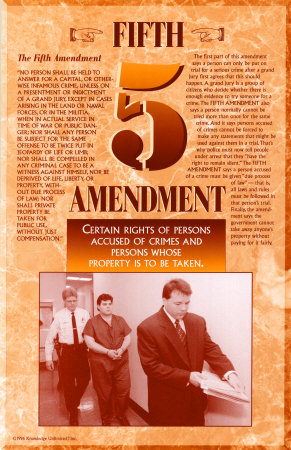 FIFTH
5
AMENDMENT
CERTAIN RIGHTS OF PERSONS
ACCUSED OF CRIMES AND
PERSONS WHOSE
PROPERTY IS TO BE TAKEN.
The Fifth Amendment
"NO PERSON SHALL BE HELD TO
ANSWER FOR A CAPITAL, OR OTHER-
WISE INFAMOUS CRIME, UNLESS ON
A PRESENTMENT OR INDICTMENT
OF A GRAND JURY, EXCEPT IN CASES
ARISING IN THE LAND OR NAVAL
FORCES, OR IN THE MILITIA,
WHEN IN ACTUAL SERVICE IN
TIME OF WAR OR PUBLIC DAN-
GER; NOR SHALL ANY PERSON
BE SUBJECT FOR THE SAME
OFFENSE TO BE TWICE PUT IN
JEOPARDY OF LIFE OR LIMB;
NOR SHALL BE COMPELLED IN
ANY CRIMINAL CASE TO BE A
WITNESS AGAINST HIMSELF, NOR BE
DEPRIVED OF LIFE, LIBERTY, OR
PROPERTY, WITH-
OUT DUE PROCESS
OF LAW; NOR
SHALL PRIVATE
PROPERTY BE
TAKEN FOR
PUBLIC USE,
WITHOUT JUST
COMPENSATION."
The first part of this amendment
says a person can only be put on
trial for a serious crime after a grand
jury first agrees that this should
happen. A grand jury is a group of
citizens who decide whether there is
enough evidence to try someone for a
crime. The FIFTH AMENDMENT also
says a person normally cannot be
tried more than once for the same
crime. And it says persons accused
of crimes cannot be forced to
make any statement that might be
used against them in a trial. That's
why police must now tell people
under arrest that they "have the
right to remain silent." The FIFTH
AMENDMENT says a person accused
of a crime must be given "due process
of law"—that is,
all laws and rules
must be followed in
that person's trial.
Finally, the amend-
ment says the
government cannot
take away anyone's
property without
paying for it fairly.
©1996 Knowledge Unlimited, Inc.